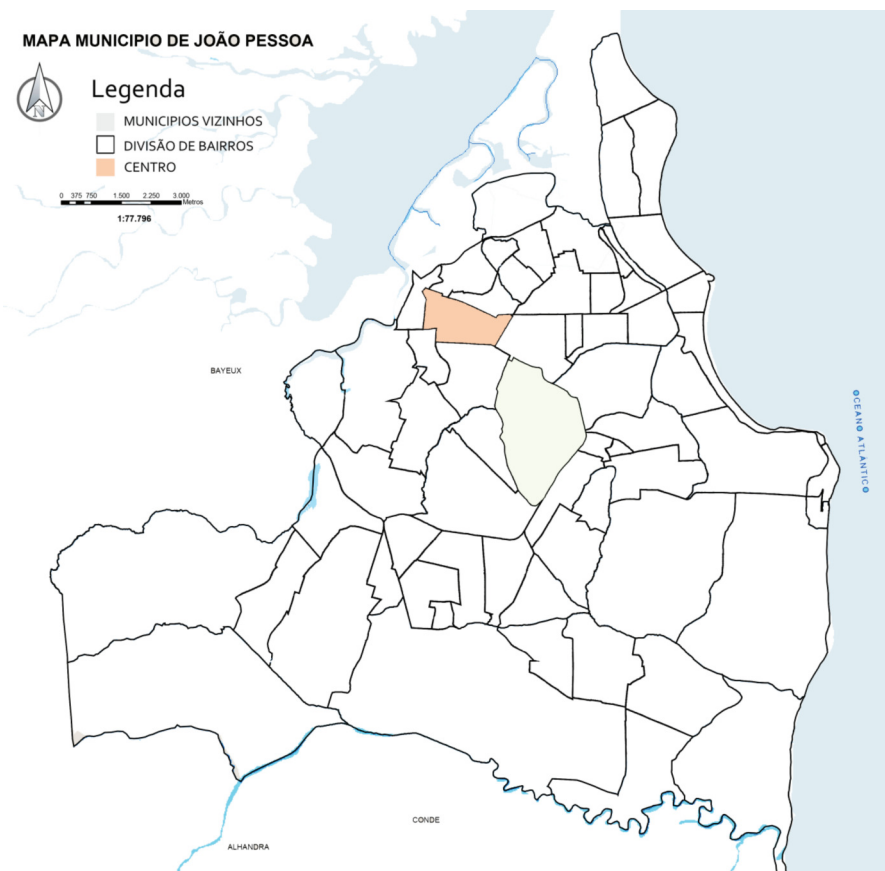 MAPA MUNICIPIO DE JOÃO PESSOA
N
Legenda
MUNICIPIOS VIZINHOS
DIVISÃO DE BAIRROS
CENTRO
0 375 750 1.500 2.250 3.000
Metros
1:77.796
BAYEUX
OCEANO ATLANTICO
CONDE
ALHANDRA